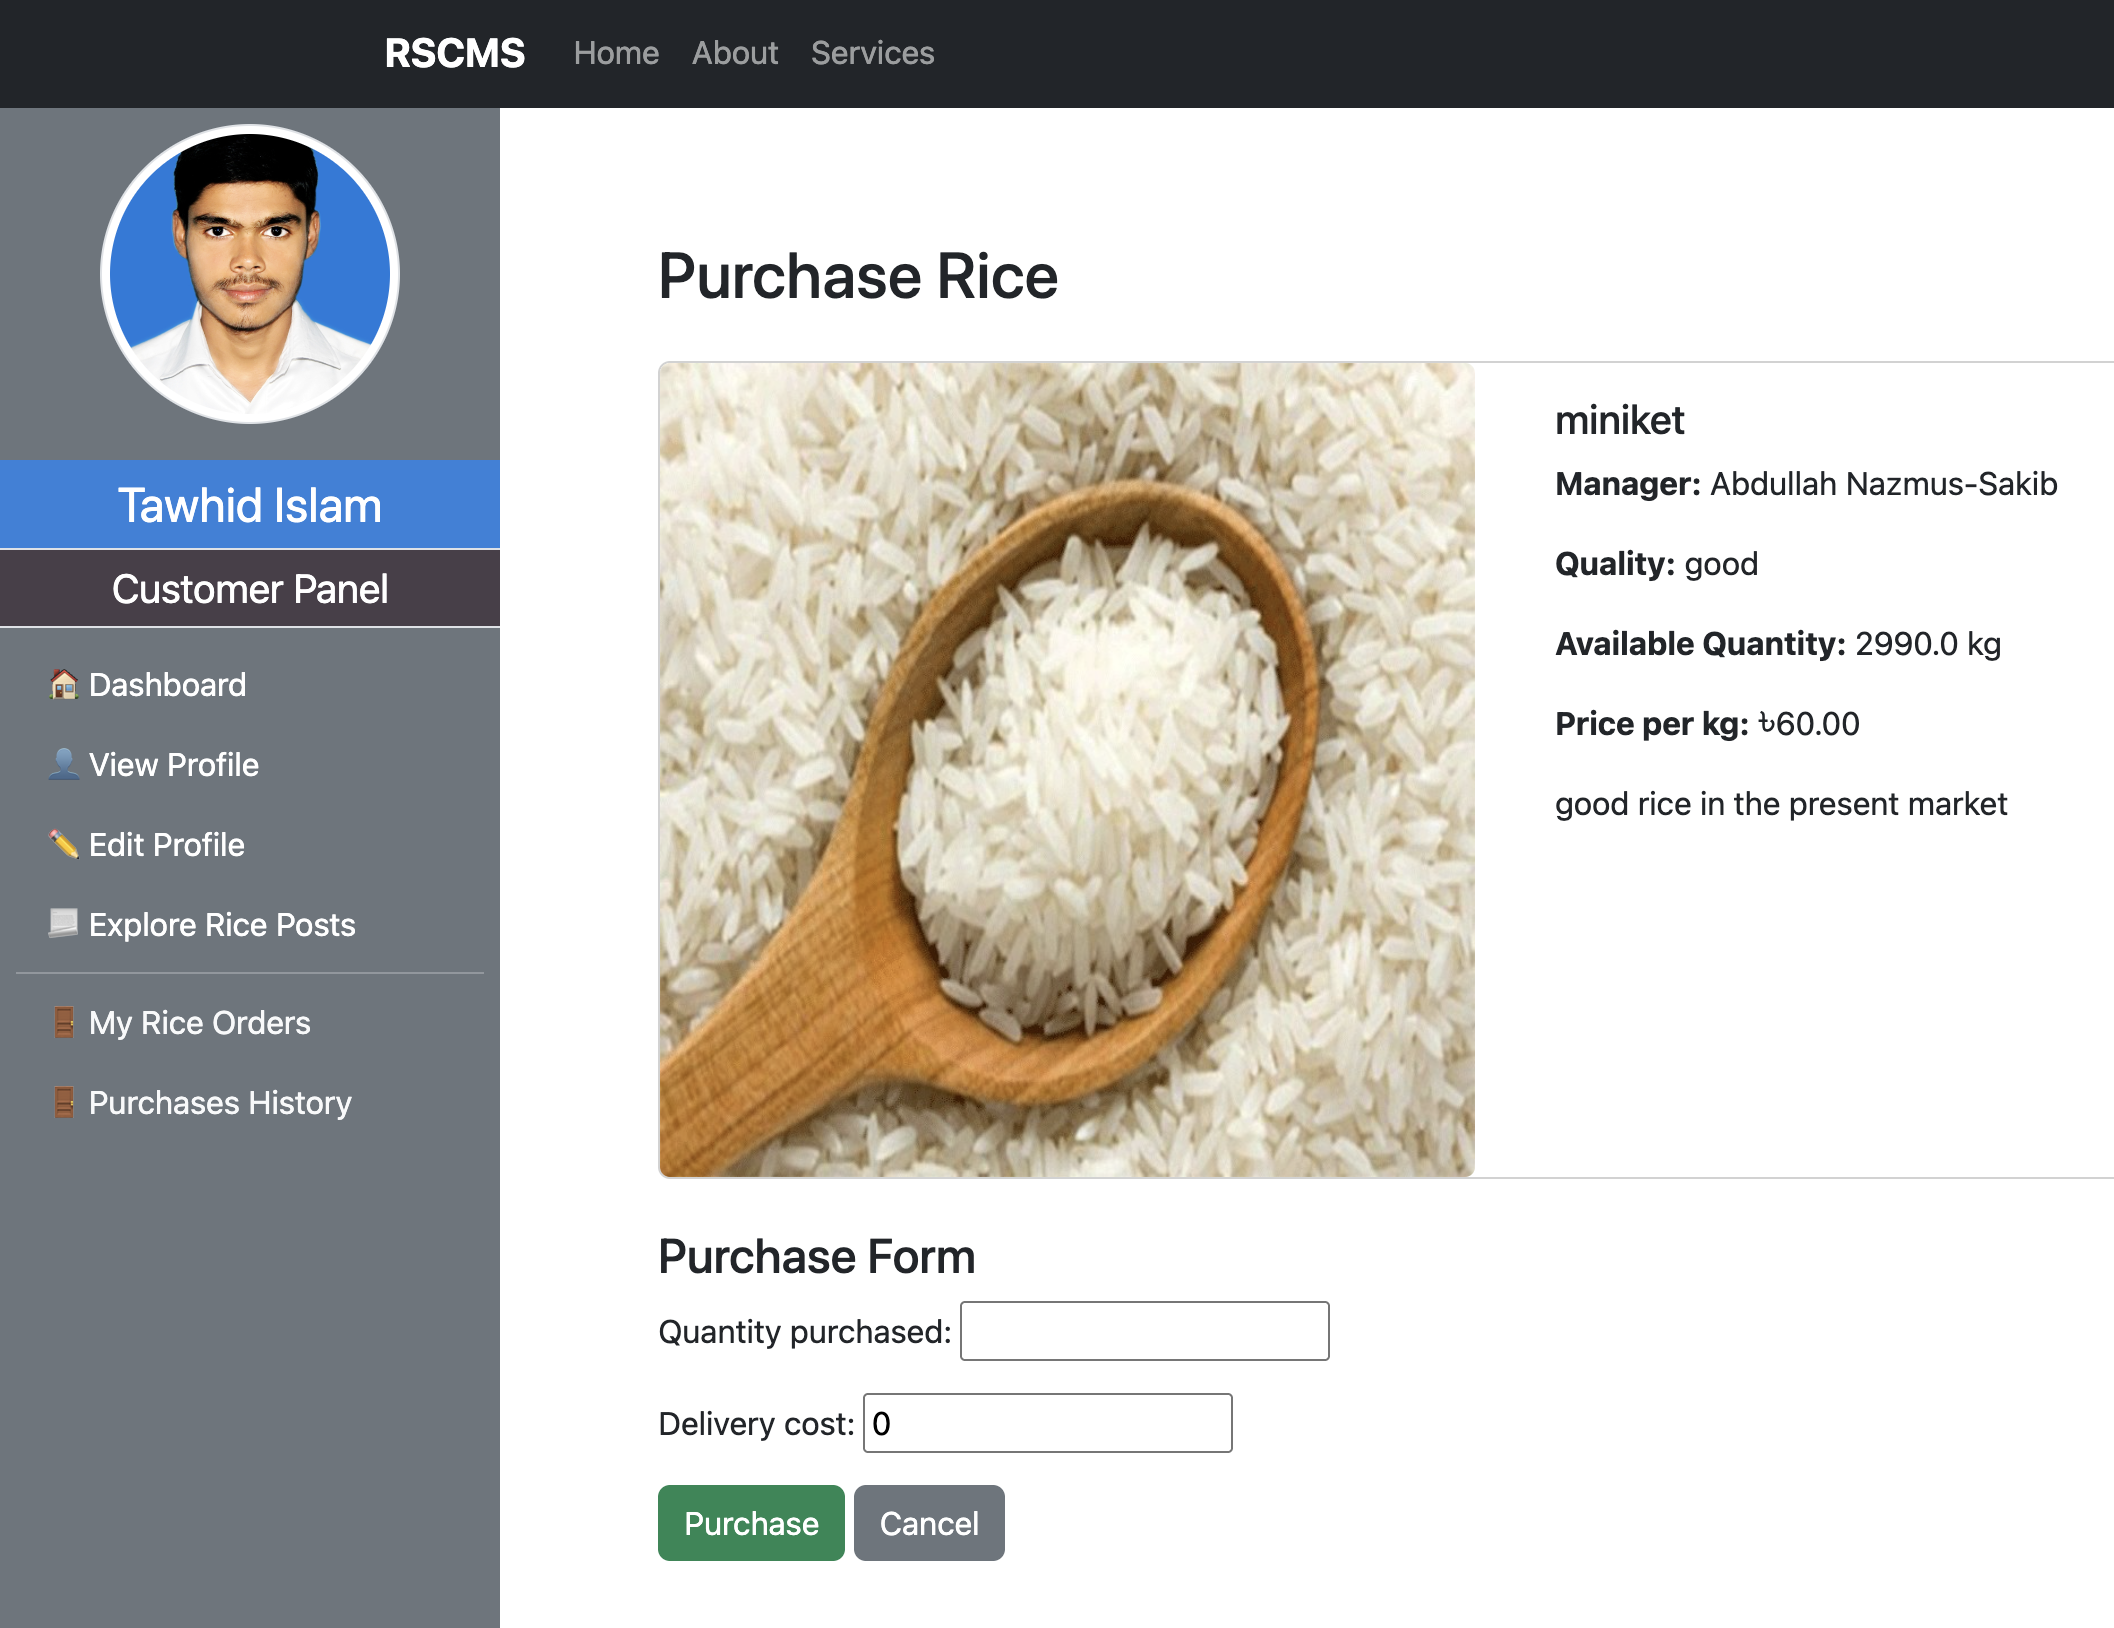 RSCMS Home About Services
Tawhid Islam
Customer Panel
🏠 Dashboard
👤 View Profile
✏️ Edit Profile
Explore Rice Posts
🚪 My Rice Orders
🚪 Purchases History
Purchase Rice
miniket
Manager: Abdullah Nazmus-Sakib
Quality: good
Available Quantity: 2990.0 kg
Price per kg: ৳60.00
good rice in the present market
Purchase Form
Quantity purchased:
Delivery cost: 0
Purchase Cancel